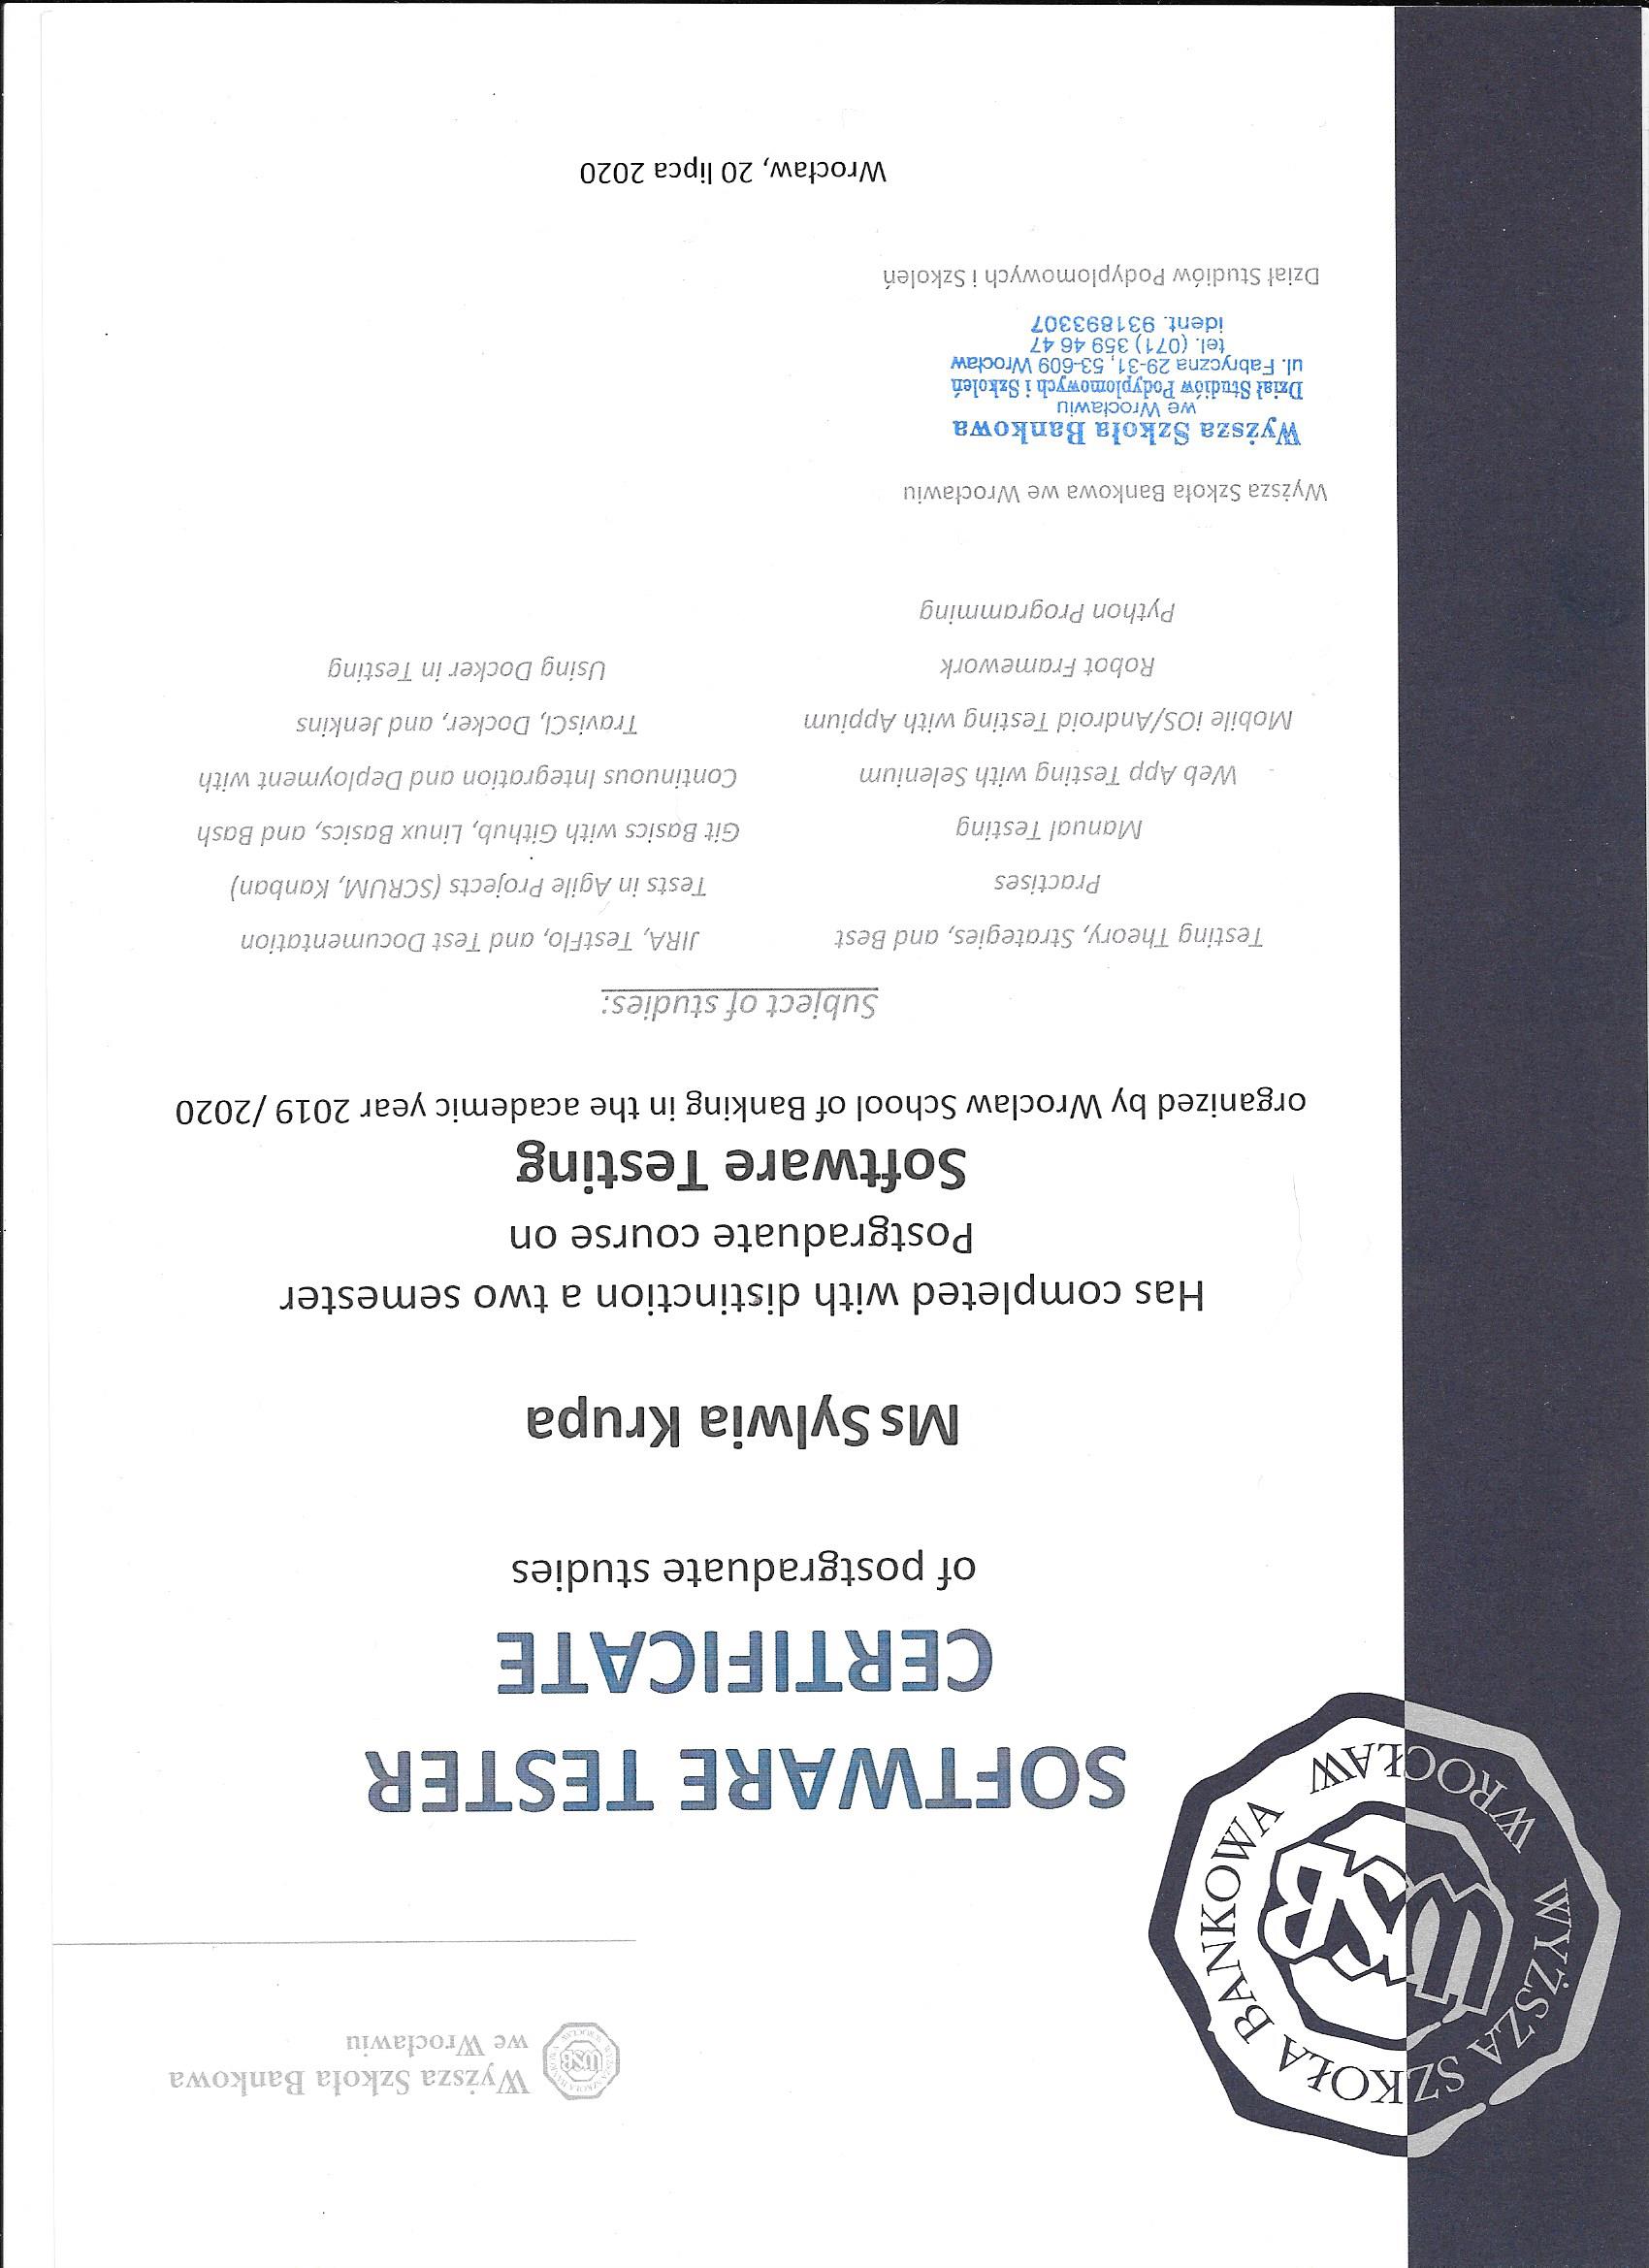 WYŻSZA SZKOŁA BANKOWA
WSB
WROCŁAW
Wyższa Szkoła Bankowa
we Wrocławiu
SOFTWARE TESTER
CERTIFICATE
of postgraduate studies
Ms Sylwia Krupa
Has completed with distinction a two semester
Postgraduate course on
Software Testing
organized by Wroclaw School of Banking in the academic year 2019 /2020
Subject of studies:
Testing Theory, Strategies, and Best
Practises
Manual Testing
Web App Testing with Selenium
Mobile iOS/Android Testing with Appium
Robot Framework
Python Programming
JIRA, TestFlo, and Test Documentation
Tests in Agile Projects (SCRUM, Kanban)
Git Basics with Github, Linux Basics, and Bash
Continuous Integration and Deployment with
TravisCI, Docker, and Jenkins
Using Docker in Testing
Wyższa Szkoła Bankowa we Wrocławiu
Wyższa Szkoła Bankowa
we Wrocławiu
Dział Studiów Podyplomowych i Szkoleń
ul. Fabryczna 29-31, 53-609 Wrocław
tel. (071) 359 46 47
ident. 931893307
Dział Studiów Podyplomowych i Szkoleń
Wrocław, 20 lipca 2020